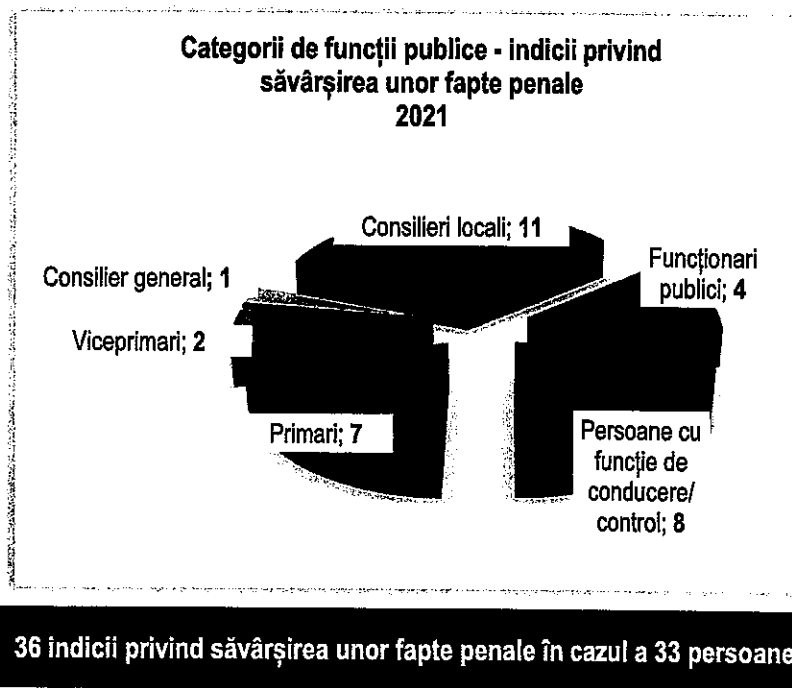 Categorii de funcții publice - indicii privind
săvârșirea unor fapte penale
2021
Consilieri locali; 11
Funcționari
publici; 4
Consilier general; 1
Viceprimari; 2
Primari; 7
Persoane cu
funcție de
conducere/
control; 8
36 indicii privind săvârșirea unor fapte penale în cazul a 33 persoane